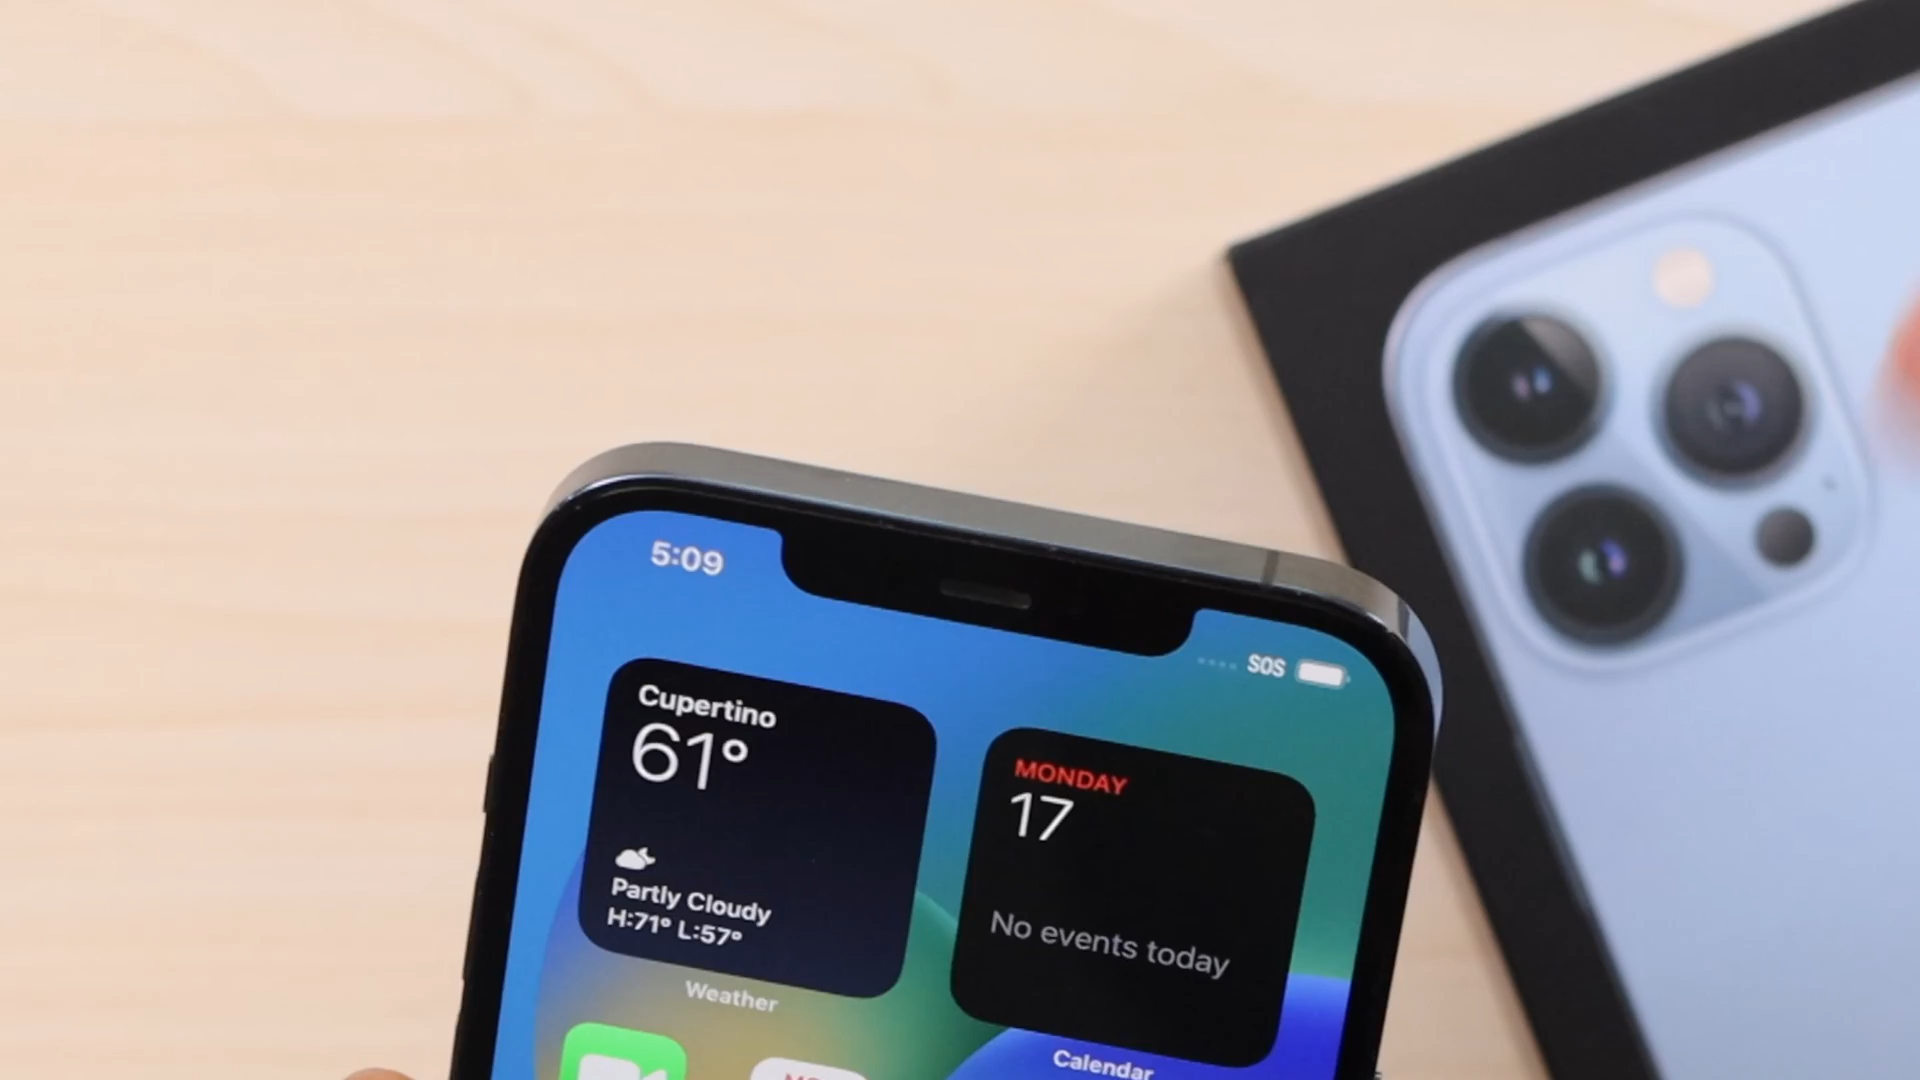 5:09
SOS
Cupertino
61°
Partly Cloudy
H:71° L:57°
Weather
MONDAY
17
No events today
Calendar